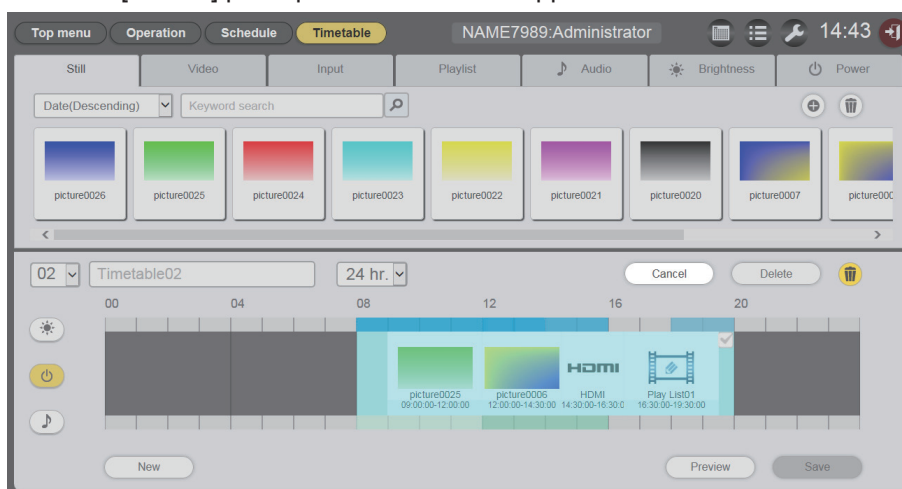 Top menu Operation Schedule Timetable NAME7989:Administrator 14:43
Still Video Input Playlist Audio Brightness Power
Date(Descending) Keyword search
picture0026 picture0025 picture0024 picture0023 picture0022 picture0021 picture0020 picture0007 picture000
02 Timetable02 24 hr. Cancel Delete
00 04 08 12 16 20
HDMI
picture0025 picture0006 HDMI Play List01
09:00:00-12:00:00 12:00:00-14:30:00 14:30:00-16:30:0 16:30:00-19:30:00
New Preview Save